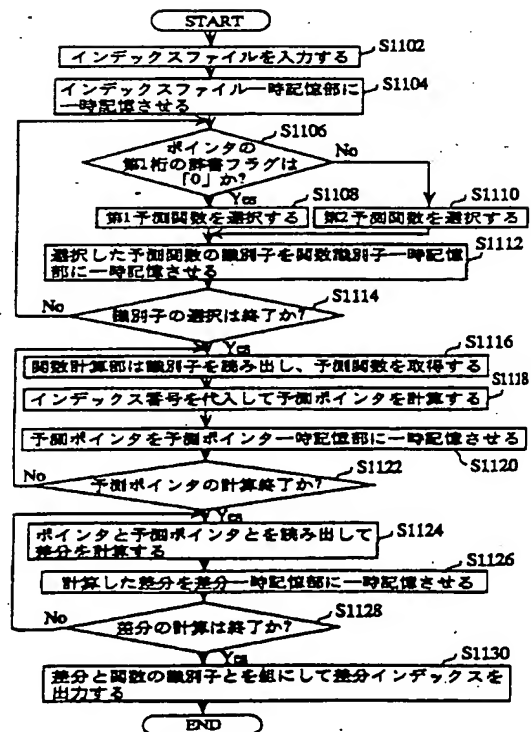 START
S1102
インデックスファイルを入力する
S1104
インデックスファイル一時記憶部に
一時記憶させる
S1106
ポインタの
第1桁の辞書フラグは
「0」か?
No
Yes
S1108
第1予測関数を選択する
S1110
第2予測関数を選択する
S1112
選択した予測関数の識別子を関数識別子一時記憶
部に一時記憶させる
S1114
No
識別子の選択は終了か?
Yes
S1116
関数計算部は識別子を読み出し、予測関数を取得する
S1118
インデックス番号を代入して予測ポインタを計算する
予測ポインタを予測ポインタ一時記憶部に一時記憶させる
S1120
No
S1122
予測ポインタの計算終了か?
Yes
S1124
ポインタと予測ポインタとを読み出して
差分を計算する
S1126
計算した差分を差分一時記憶部に一時記憶させる
No
S1128
差分の計算は終了か?
Yes
S1130
差分と関数の識別子とを組にして差分インデックスを
出力する
END